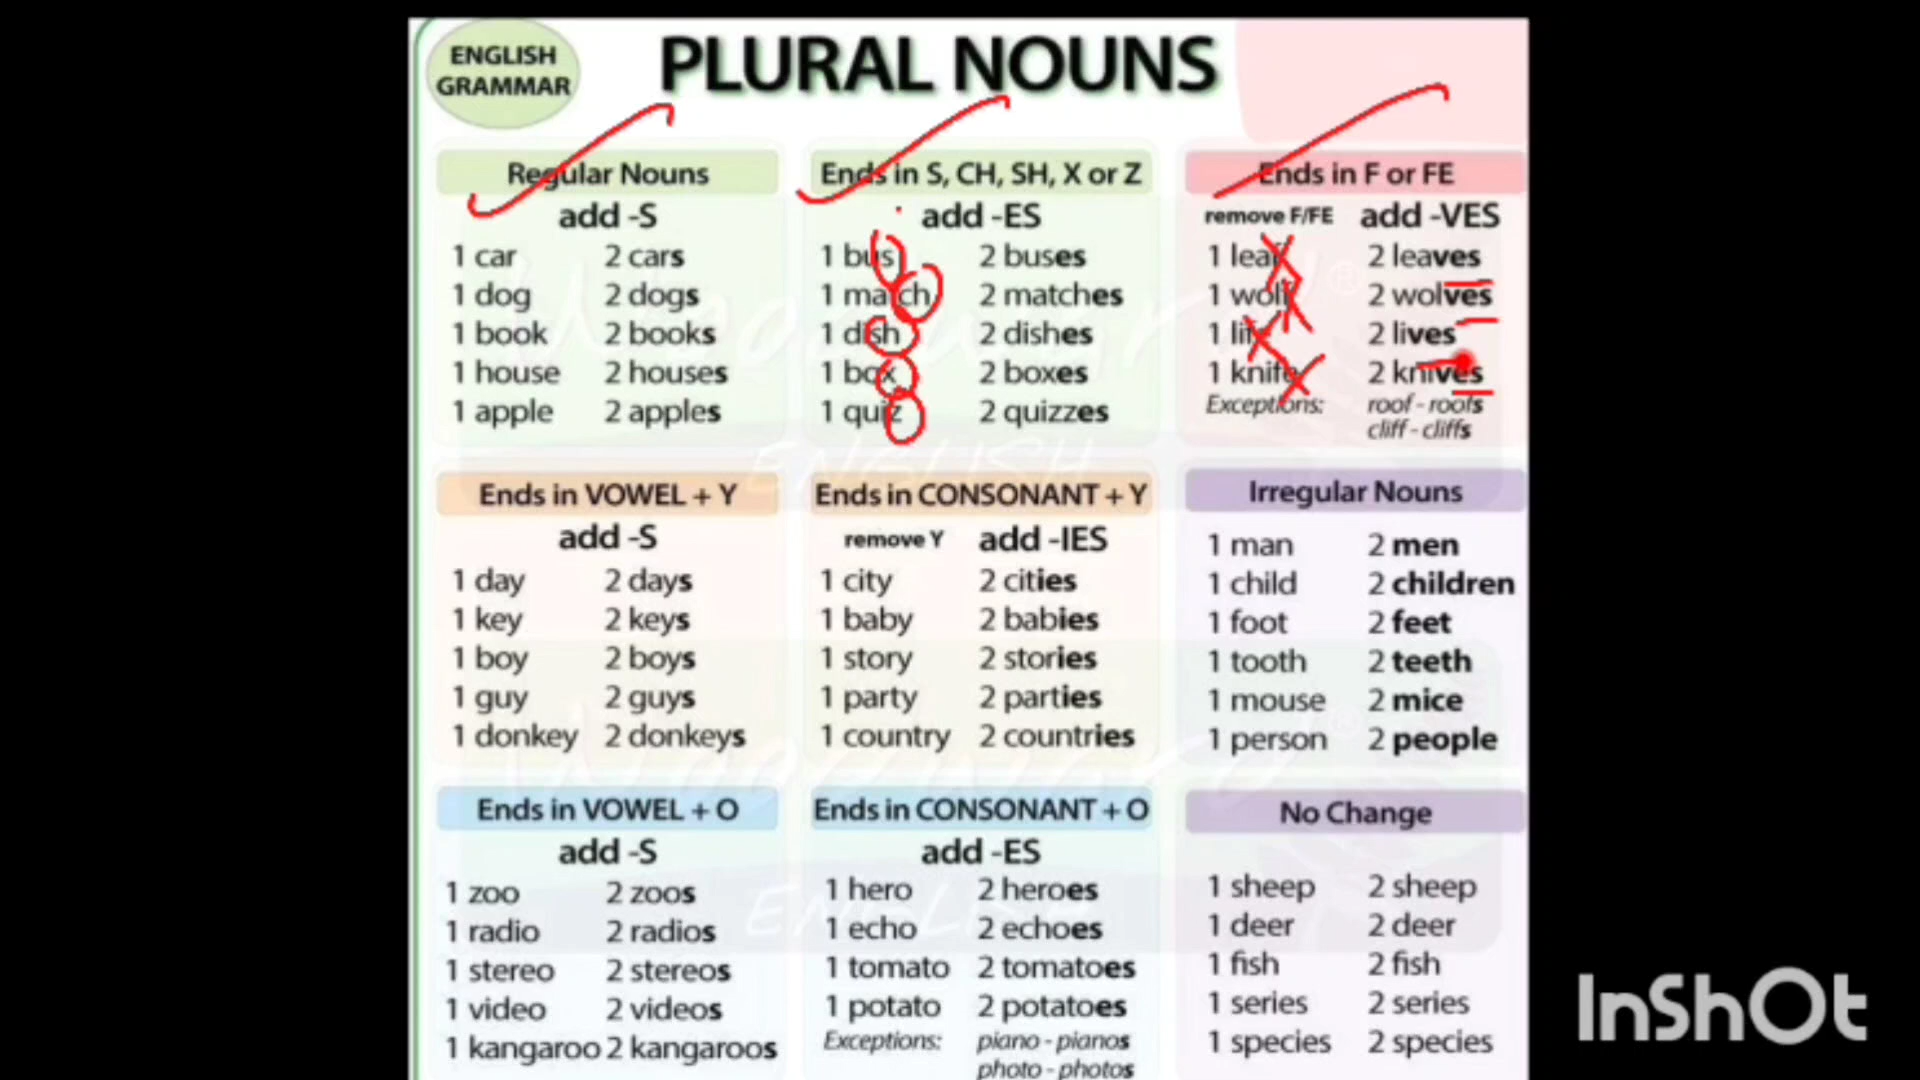 ENGLISH
GRAMMAR
PLURAL NOUNS
Regular Nouns
add -S
1 car 2 cars
1 dog 2 dogs
1 book 2 books
1 house 2 houses
1 apple 2 apples
Ends in S, CH, SH, X or Z
add -ES
1 bus 2 buses
1 match 2 matches
1 dish 2 dishes
1 box 2 boxes
1 quiz 2 quizzes
Ends in F or FE
remove F/FE add -VES
1 leaf 2 leaves
1 wolf 2 wolves
1 life 2 lives
1 knife 2 knives
Exceptions: roof - roofs
cliff - cliffs
Ends in VOWEL + Y
add -S
1 day 2 days
1 key 2 keys
1 boy 2 boys
1 guy 2 guys
1 donkey 2 donkeys
Ends in CONSONANT + Y
remove Y add -IES
1 city 2 cities
1 baby 2 babies
1 story 2 stories
1 party 2 parties
1 country 2 countries
Irregular Nouns
1 man 2 men
1 child 2 children
1 foot 2 feet
1 tooth 2 teeth
1 mouse 2 mice
1 person 2 people
Ends in VOWEL + O
add -S
1 zoo 2 zoos
1 radio 2 radios
1 stereo 2 stereos
1 video 2 videos
1 kangaroo 2 kangaroos
Ends in CONSONANT + O
add -ES
1 hero 2 heroes
1 echo 2 echoes
1 tomato 2 tomatoes
1 potato 2 potatoes
Exceptions: piano - pianos
photo - photos
No Change
1 sheep 2 sheep
1 deer 2 deer
1 fish 2 fish
1 series 2 series
1 species 2 species
InShOt